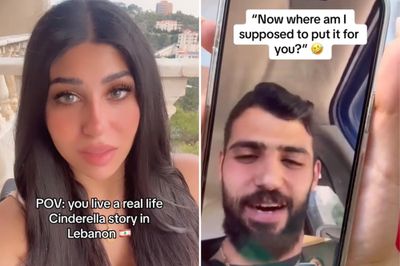 POV: you live a real life
Cinderella story in
Lebanon 🇱🇧
“Now where am I
supposed to put it for
you?” 🤣